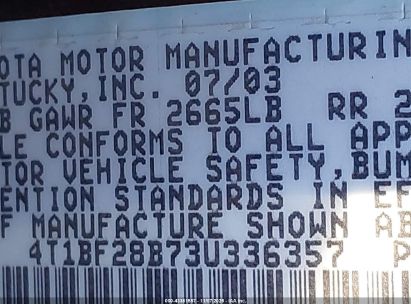 OTA MOTOR MANUFACTURIN
TUCKY, INC. 07/03
B GAWR FR 2665LB RR 2
LE CONFORMS TO ALL APP
TOR VEHICLE SAFETY, BUM
ENTION STANDARDS IN EF
F MANUFACTURE SHOWN AB
4T1BF28B73U336357 P